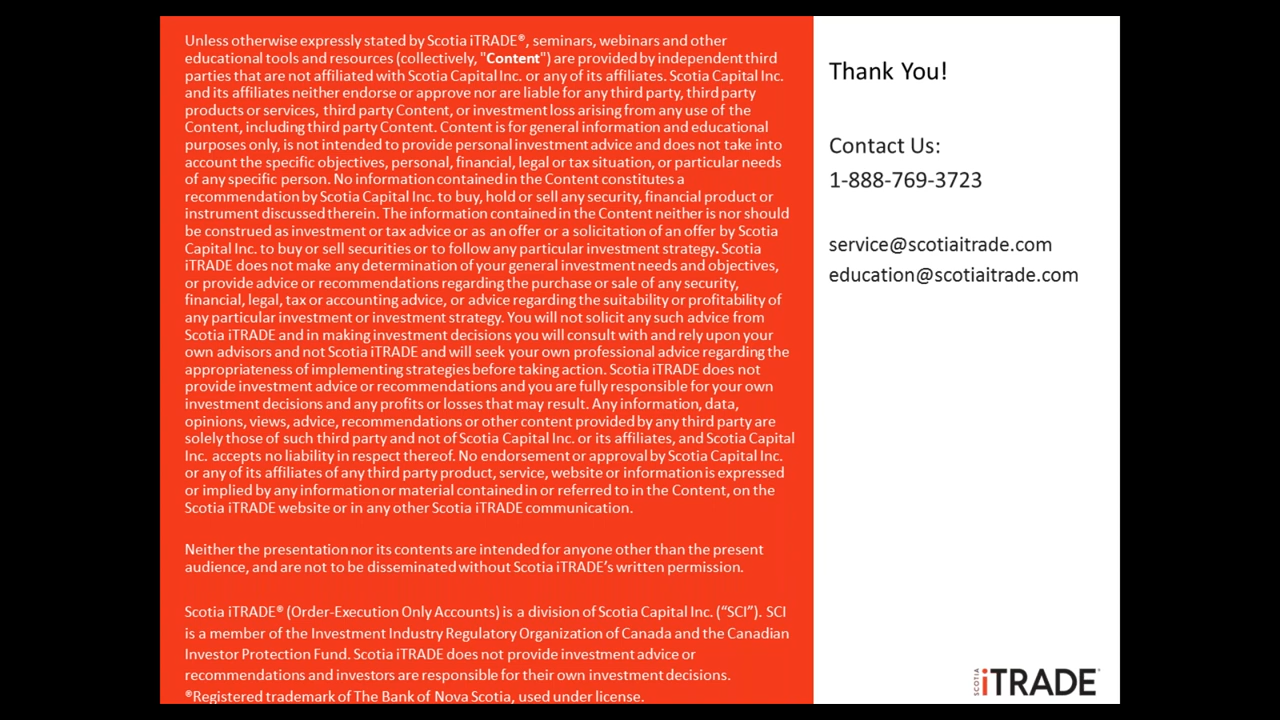 Unless otherwise expressly stated by Scotia iTRADE®, seminars, webinars and other
educational tools and resources (collectively, "Content") are provided by independent third
parties that are not affiliated with Scotia Capital Inc. or any of its affiliates. Scotia Capital Inc.
and its affiliates neither endorse or approve nor are liable for any third party, third party
products or services, third party Content, or investment loss arising from any use of the
Content, including third party Content. Content is for general information and educational
purposes only, is not intended to provide personal investment advice and does not take into
account the specific objectives, personal, financial, legal or tax situation, or particular needs
of any specific person. No information contained in the Content constitutes a
recommendation by Scotia Capital Inc. to buy, hold or sell any security, financial product or
instrument discussed therein. The information contained in the Content neither is nor should
be construed as investment or tax advice or as an offer or a solicitation of an offer by Scotia
Capital Inc. to buy or sell securities or to follow any particular investment strategy. Scotia
iTRADE does not make any determination of your general investment needs and objectives,
or provide advice or recommendations regarding the purchase or sale of any security,
financial, legal, tax or accounting advice, or advice regarding the suitability or profitability of
any particular investment or investment strategy. You will not solicit any such advice from
Scotia iTRADE and in making investment decisions you will consult with and rely upon your
own advisors and not Scotia iTRADE and will seek your own professional advice regarding the
appropriateness of implementing strategies before taking action. Scotia iTRADE does not
provide investment advice or recommendations and you are fully responsible for your own
investment decisions and any profits or losses that may result. Any information, data,
opinions, views, advice, recommendations or other content provided by any third party are
solely those of such third party and not of Scotia Capital Inc. or its affiliates, and Scotia Capital
Inc. accepts no liability in respect thereof. No endorsement or approval by Scotia Capital Inc.
or any of its affiliates of any third party product, service, website or information is expressed
or implied by any information or material contained in or referred to in the Content, on the
Scotia iTRADE website or in any other Scotia iTRADE communication.
Neither the presentation nor its contents are intended for anyone other than the present
audience, and are not to be disseminated without Scotia iTRADE’s written permission.
Scotia iTRADE® (Order-Execution Only Accounts) is a division of Scotia Capital Inc. (“SCI”). SCI
is a member of the Investment Industry Regulatory Organization of Canada and the Canadian
Investor Protection Fund. Scotia iTRADE does not provide investment advice or
recommendations and investors are responsible for their own investment decisions.
®Registered trademark of The Bank of Nova Scotia, used under license.
Thank You!
Contact Us:
1-888-769-3723
service@scotiaitrade.com
education@scotiaitrade.com
SCOTIA iTRADE®